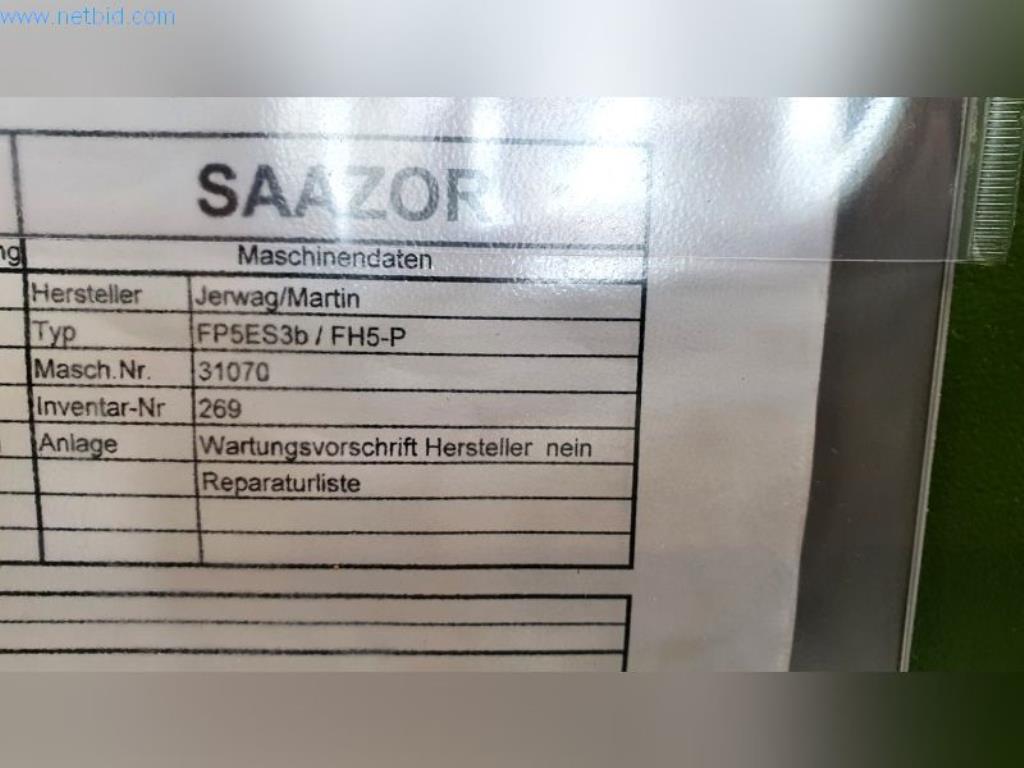 www.netbid.com
SAAZOR
ng Maschinendaten
Hersteller Jerwag/Martin
Typ FP5ES3b / FH5-P
Masch.Nr. 31070
Inventar-Nr 269
Anlage Wartungsvorschrift Hersteller nein
Reparaturliste